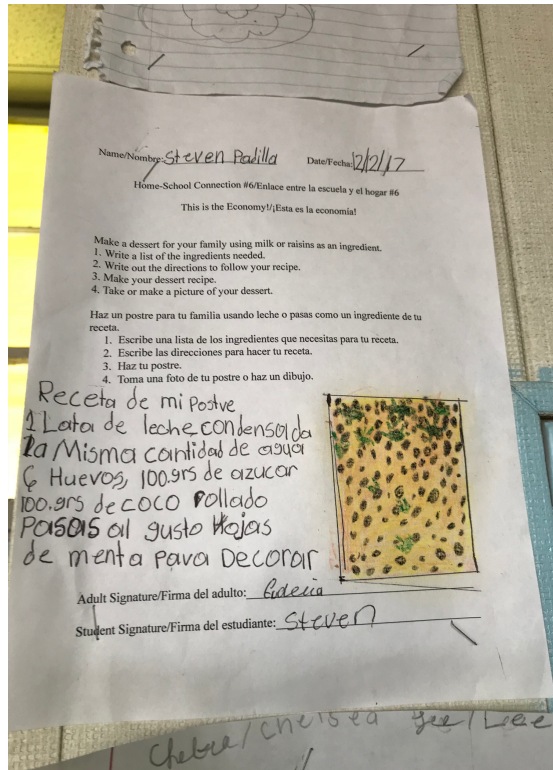 Name/Nombre: Steven Padilla Date/Fecha: 12/2/17
Home-School Connection #6/Enlace entre la escuela y el hogar #6
This is the Economy!/¡Esta es la economía!
Make a dessert for your family using milk or raisins as an ingredient.
1. Write a list of the ingredients needed.
2. Write out the directions to follow your recipe.
3. Make your dessert recipe.
4. Take or make a picture of your dessert.
Haz un postre para tu familia usando leche o pasas como un ingrediente de tu
receta.
1. Escribe una lista de los ingredientes que necesitas para tu receta.
2. Escribe las direcciones para hacer tu receta.
3. Haz tu postre.
4. Toma una foto de tu postre o haz un dibujo.
Receta de mi Postre
1 Lata de leche condensada
La Misma cantidad de agua
6 Huevos, 100.grs de azucar
100.grs de coco rollado
Pasas al gusto Hojas
de menta para Decorar
Adult Signature/Firma del adulto:
Student Signature/Firma del estudiante: Steven
Chelsea